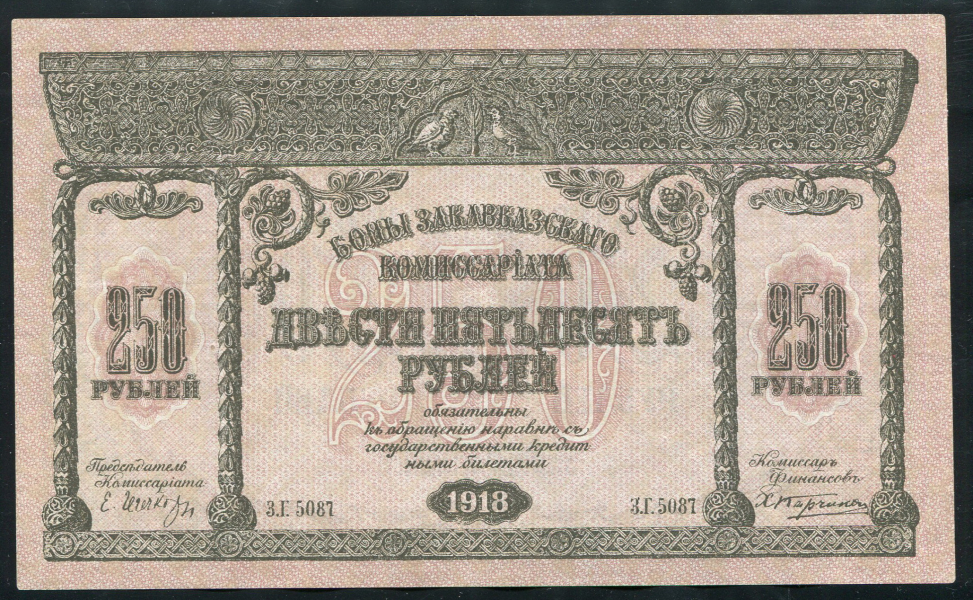 БОНЫ ЗАКАВКАЗСКАГО
КОМИССАРІАТА
250
ДВѢСТИ ПЯТЬДЕСЯТЪ
РУБЛЕЙ
250
РУБЛЕЙ
250
РУБЛЕЙ
обязательны
къ обращенію наравнѣ съ
государственными кредит
ными билетами
Предсѣдатель
Комиссаріата
Комиссаръ
Финансовъ
З.Г. 5087
1918
З.Г. 5087